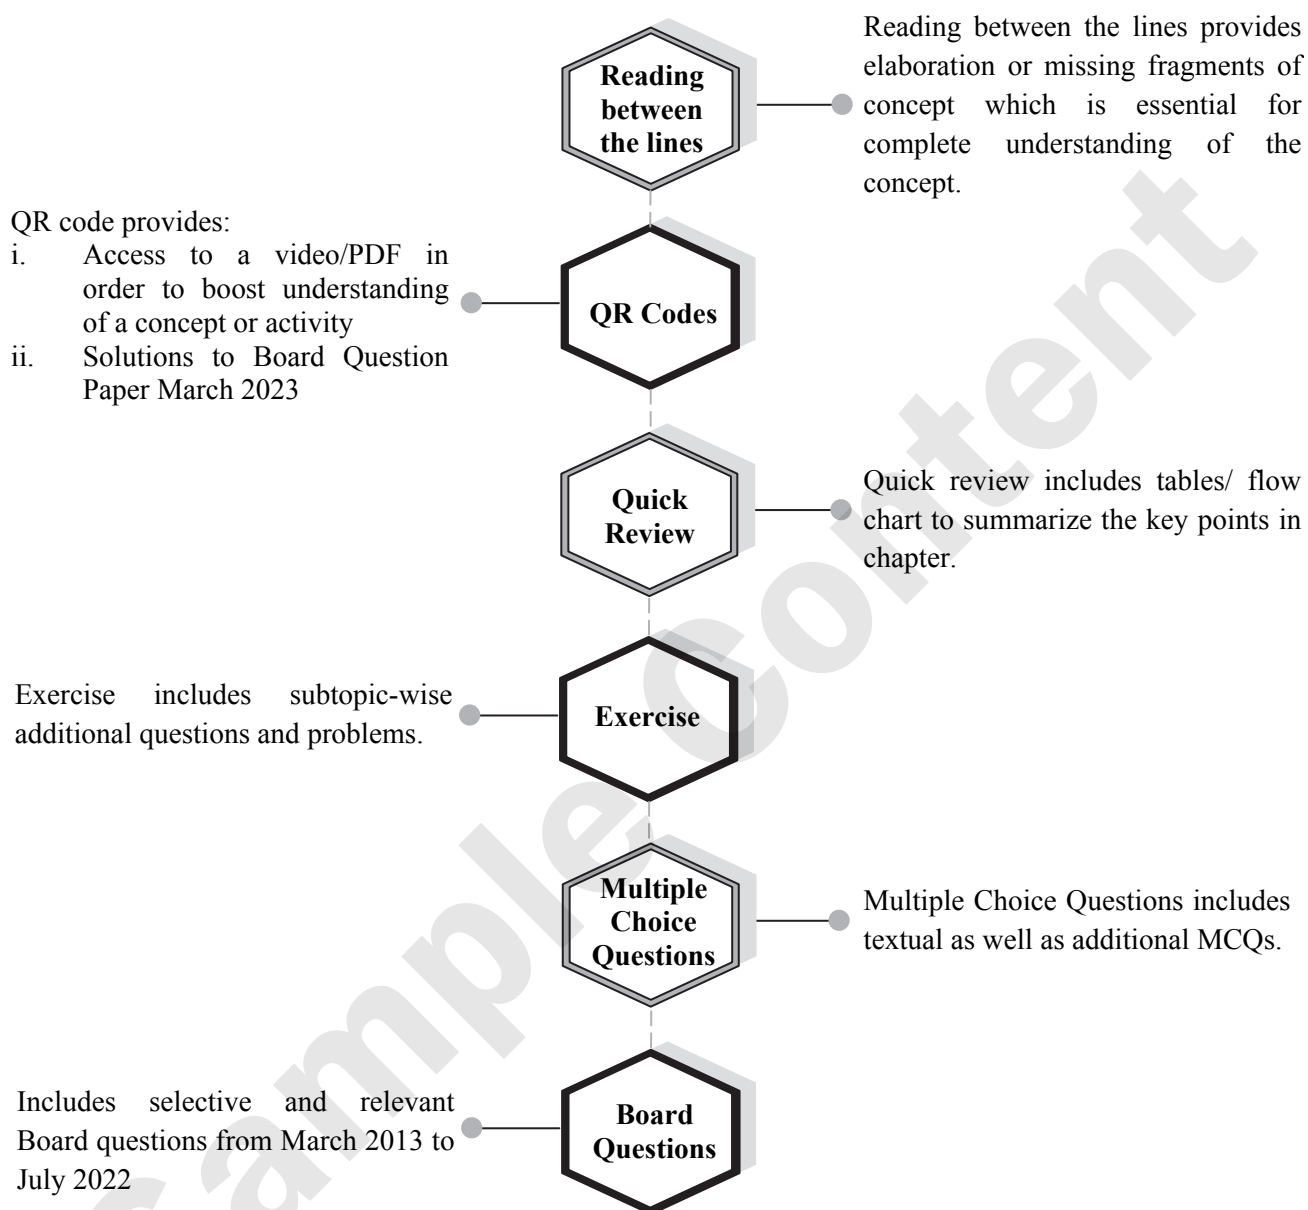 Reading
between
the lines
Reading between the lines provides
elaboration or missing fragments of
concept which is essential for
complete understanding of the
concept.
QR code provides:
i. Access to a video/PDF in
order to boost understanding
of a concept or activity
ii. Solutions to Board Question
Paper March 2023
QR Codes
Quick
Review
Quick review includes tables/ flow
chart to summarize the key points in
chapter.
Exercise includes subtopic-wise
additional questions and problems.
Exercise
Multiple
Choice
Questions
Multiple Choice Questions includes
textual as well as additional MCQs.
Includes selective and relevant
Board questions from March 2013 to
July 2022
Board
Questions
Sample Content